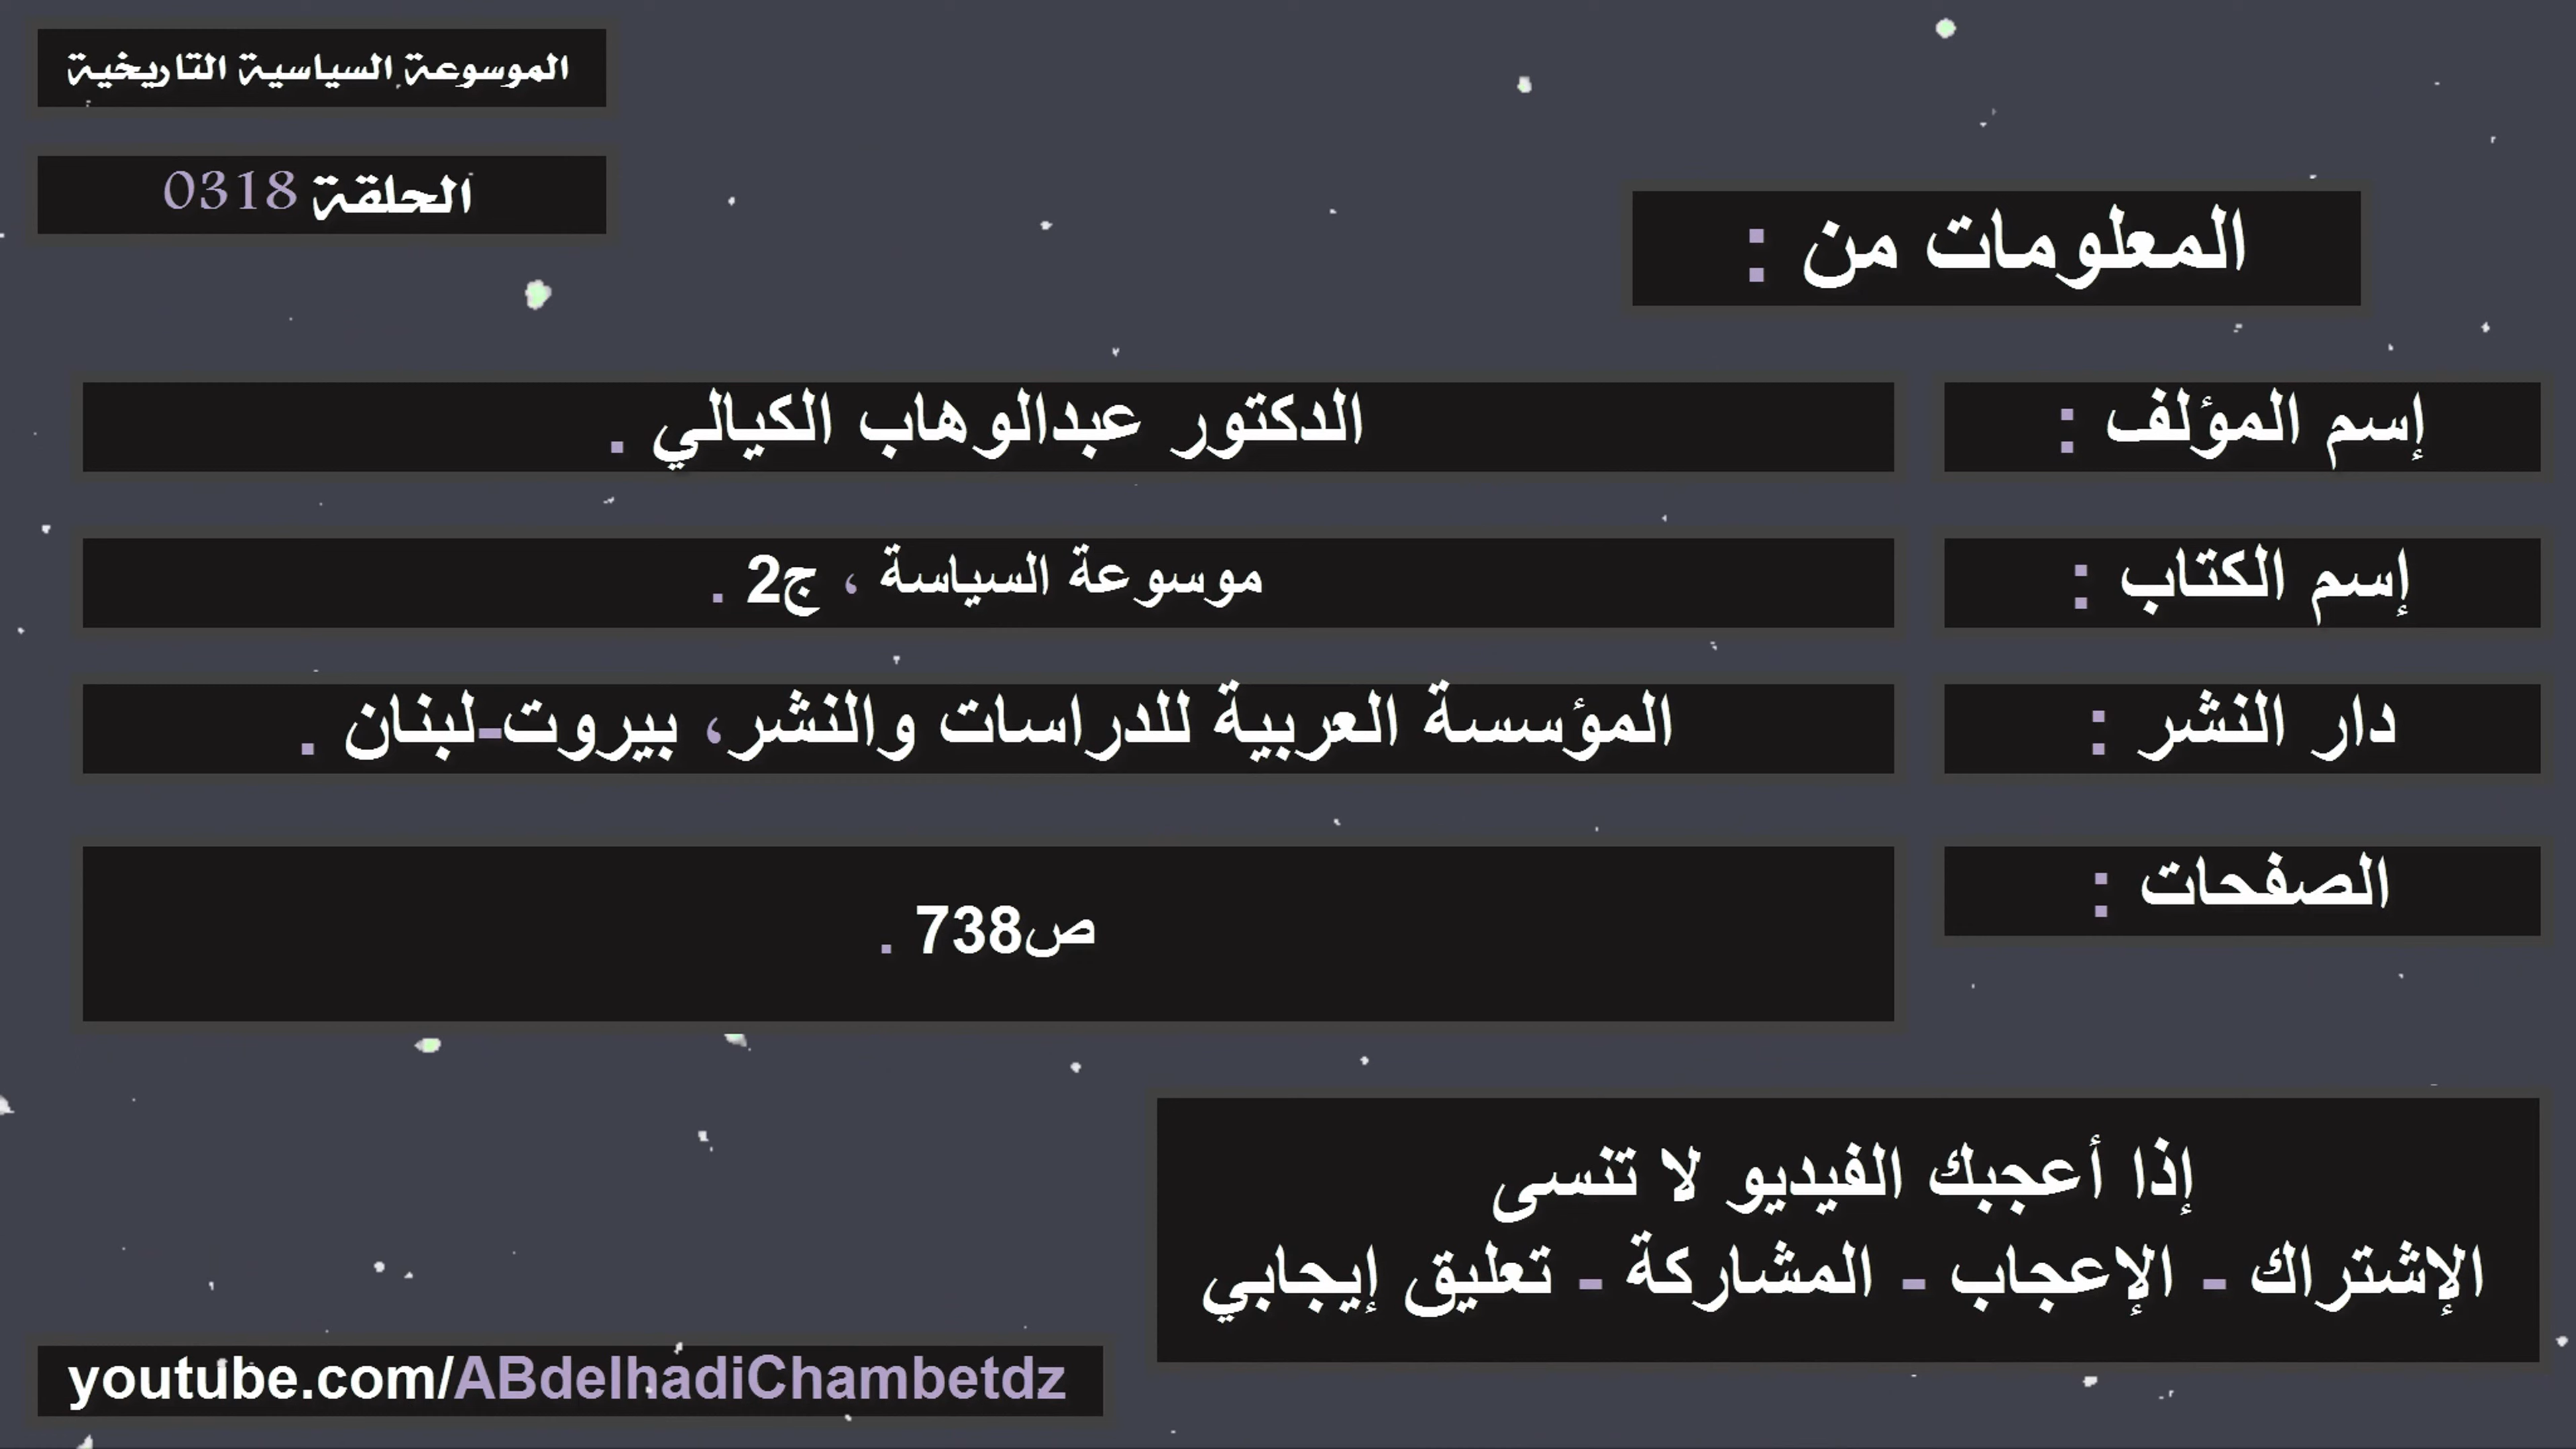 الموسوعة السياسية التاريخية
الحلقة 0318
المعلومات من :
إسم المؤلف :
الدكتور عبدالوهاب الكيالي .
إسم الكتاب :
موسوعة السياسة ، ج2 .
دار النشر :
المؤسسة العربية للدراسات والنشر، بيروت-لبنان .
الصفحات :
ص738 .
إذا أعجبك الفيديو لا تنسى
الإشتراك - الإعجاب - المشاركة - تعليق إيجابي
youtube.com/ABdelhadiChambetdz